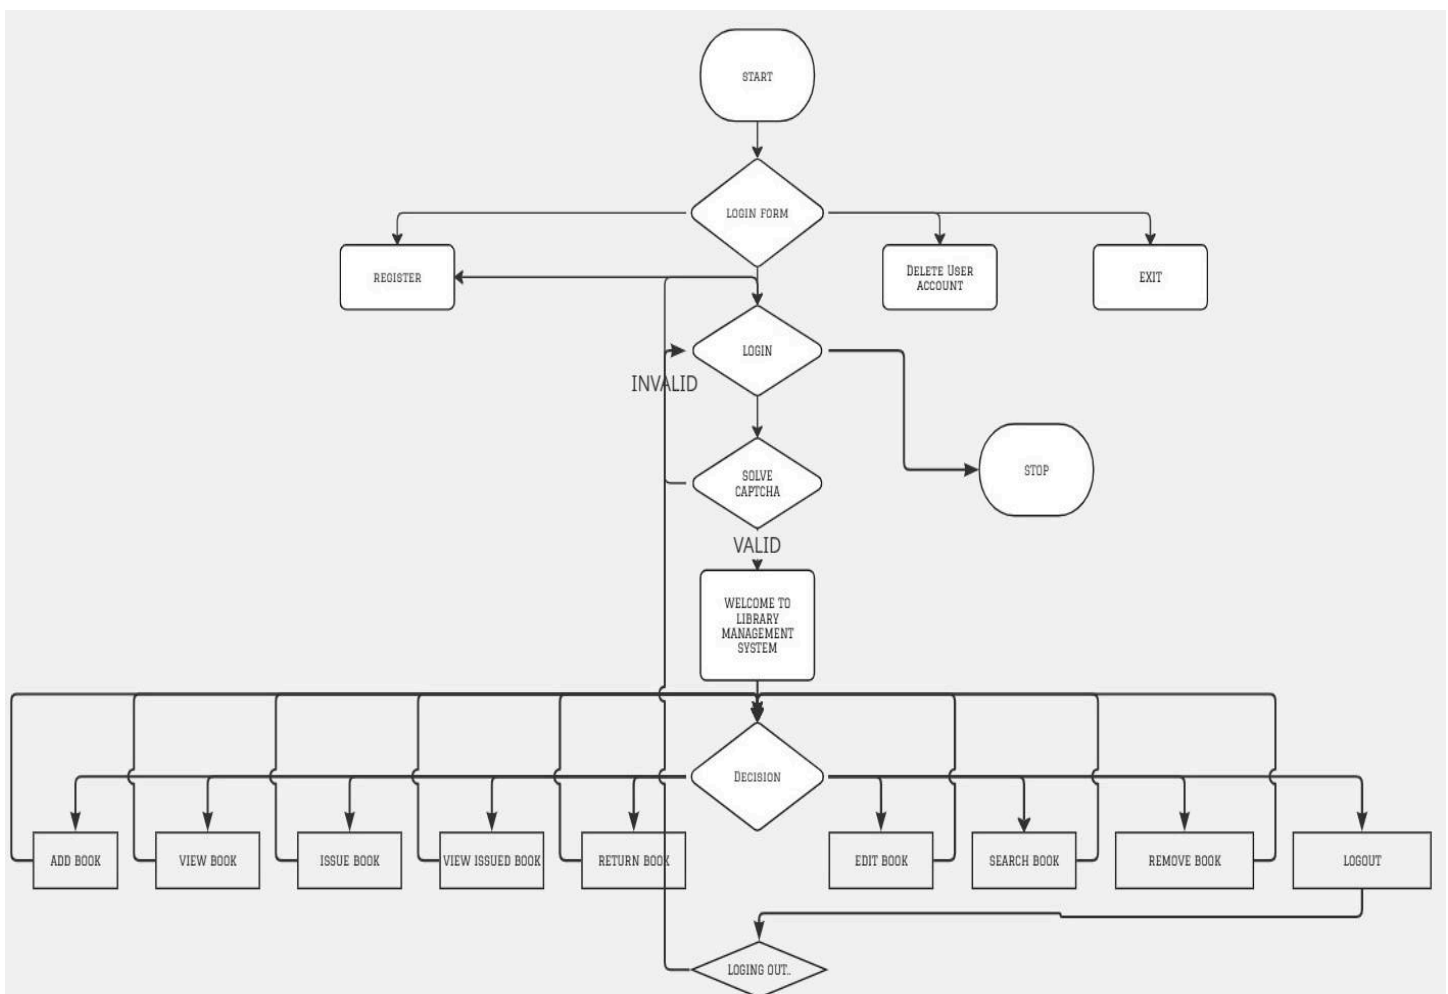 START
LOGIN FORM
REGISTER
DELETE USER
ACCOUNT
EXIT
LOGIN
INVALID
SOLVE
CAPTCHA
STOP
VALID
WELCOME TO
LIBRARY
MANAGEMENT
SYSTEM
DECISION
ADD BOOK
VIEW BOOK
ISSUE BOOK
VIEW ISSUED BOOK
RETURN BOOK
EDIT BOOK
SEARCH BOOK
REMOVE BOOK
LOGOUT
LOGING OUT..